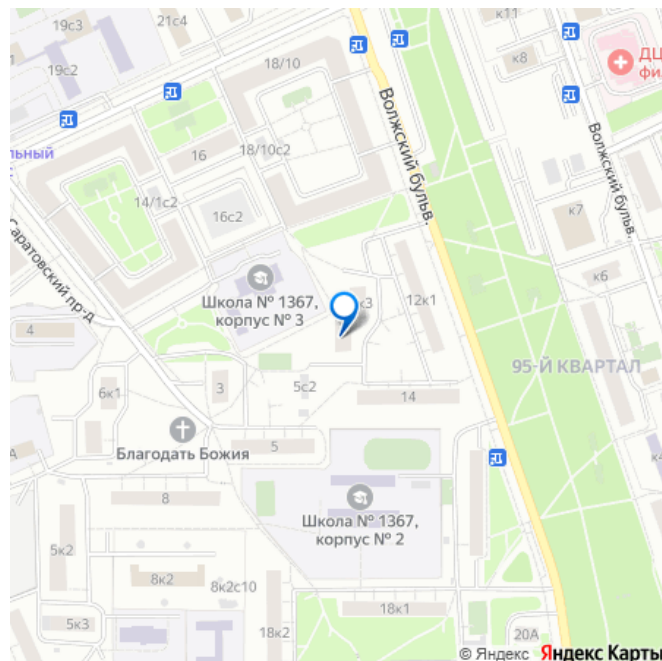 19с3
21с4
к11
19с2
18/10
к8
ДЦ
фи
Волжский бульв.
Волжский бульв.
льный
16
18/10с2
14/1с2
16с2
к7
Саратовский пр-д
к6
Школа № 1367,
корпус № 3
к3
12к1
4
95-Й КВАРТАЛ
3
5с2
6к1
14
Благодать Божия
5
8
Школа № 1367,
корпус № 2
5к2
8к2
8к2с10
18к1
5к3
18к2
20А
© Яндекс Яндекс Карты